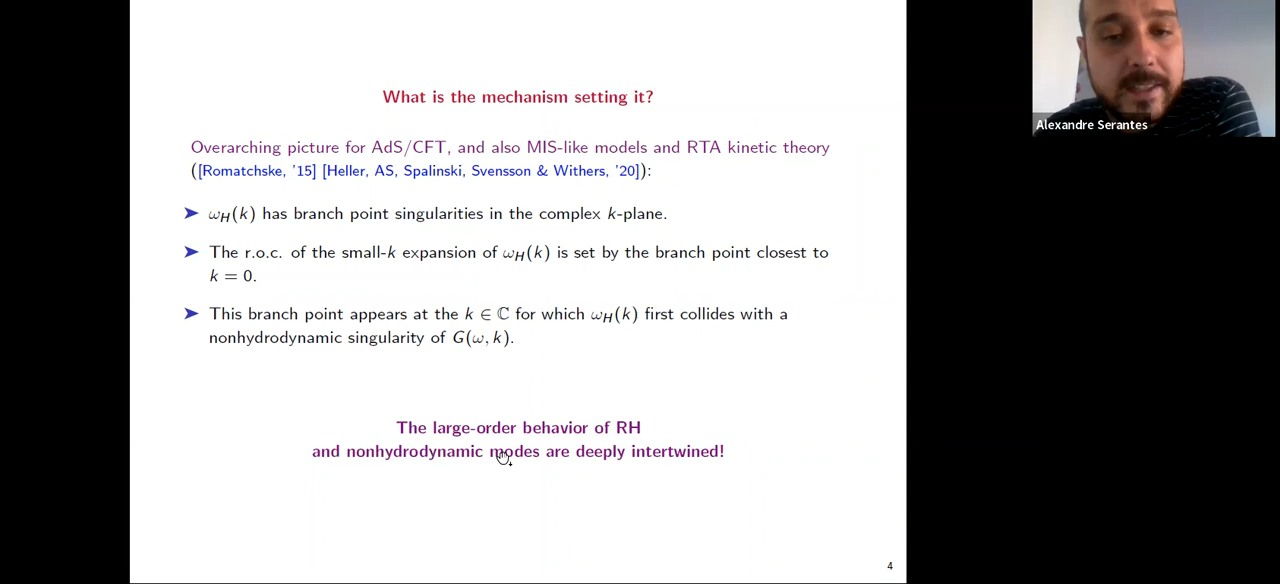 What is the mechanism setting it?
Overarching picture for AdS/CFT, and also MIS-like models and RTA kinetic theory
([Romatschske, '15] [Heller, AS, Spalinski, Svensson & Withers, '20]):
➤ ω_H(k) has branch point singularities in the complex k-plane.
➤ The r.o.c. of the small-k expansion of ω_H(k) is set by the branch point closest to
k = 0.
➤ This branch point appears at the k ∈ ℂ for which ω_H(k) first collides with a
nonhydrodynamic singularity of G(ω, k).
The large-order behavior of RH
and nonhydrodynamic modes are deeply intertwined!
4
Alexandre Serantes